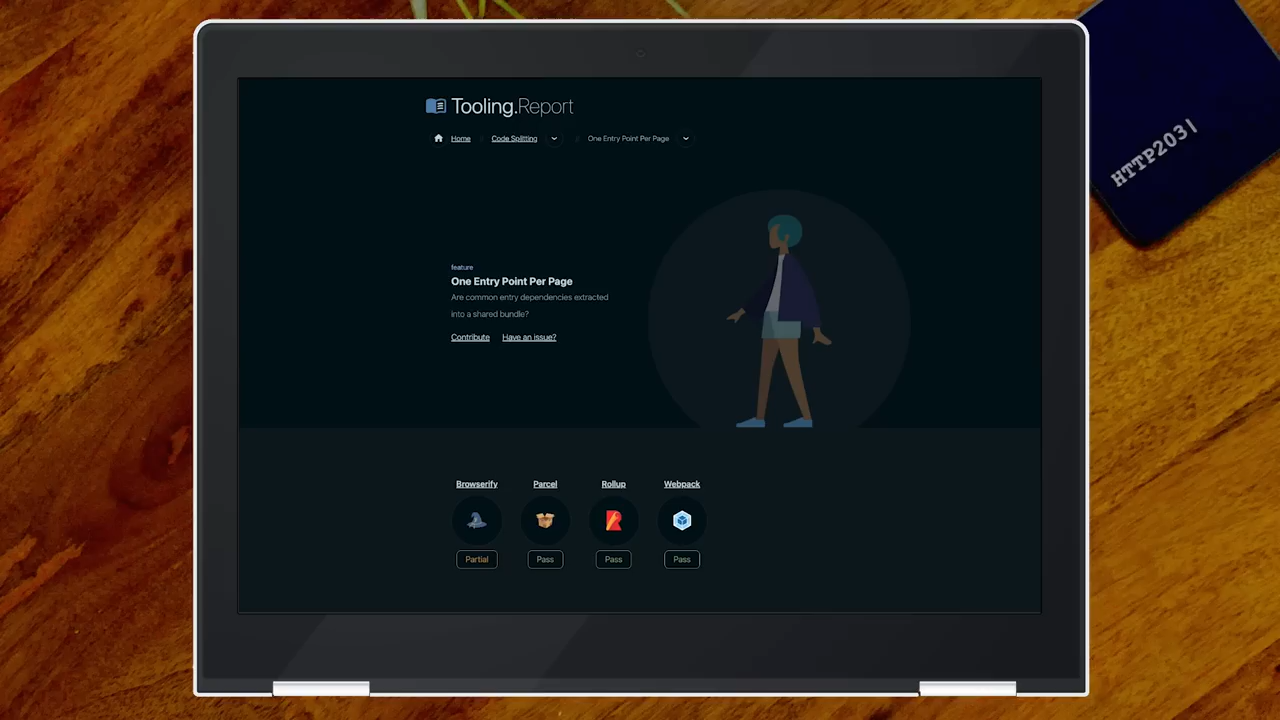 Tooling.Report
Home Code Splitting One Entry Point Per Page
HTTP203|
feature
One Entry Point Per Page
Are common entry dependencies extracted
into a shared bundle?
Contribute Have an issue?
Browserify Parcel Rollup Webpack
Partial Pass Pass Pass